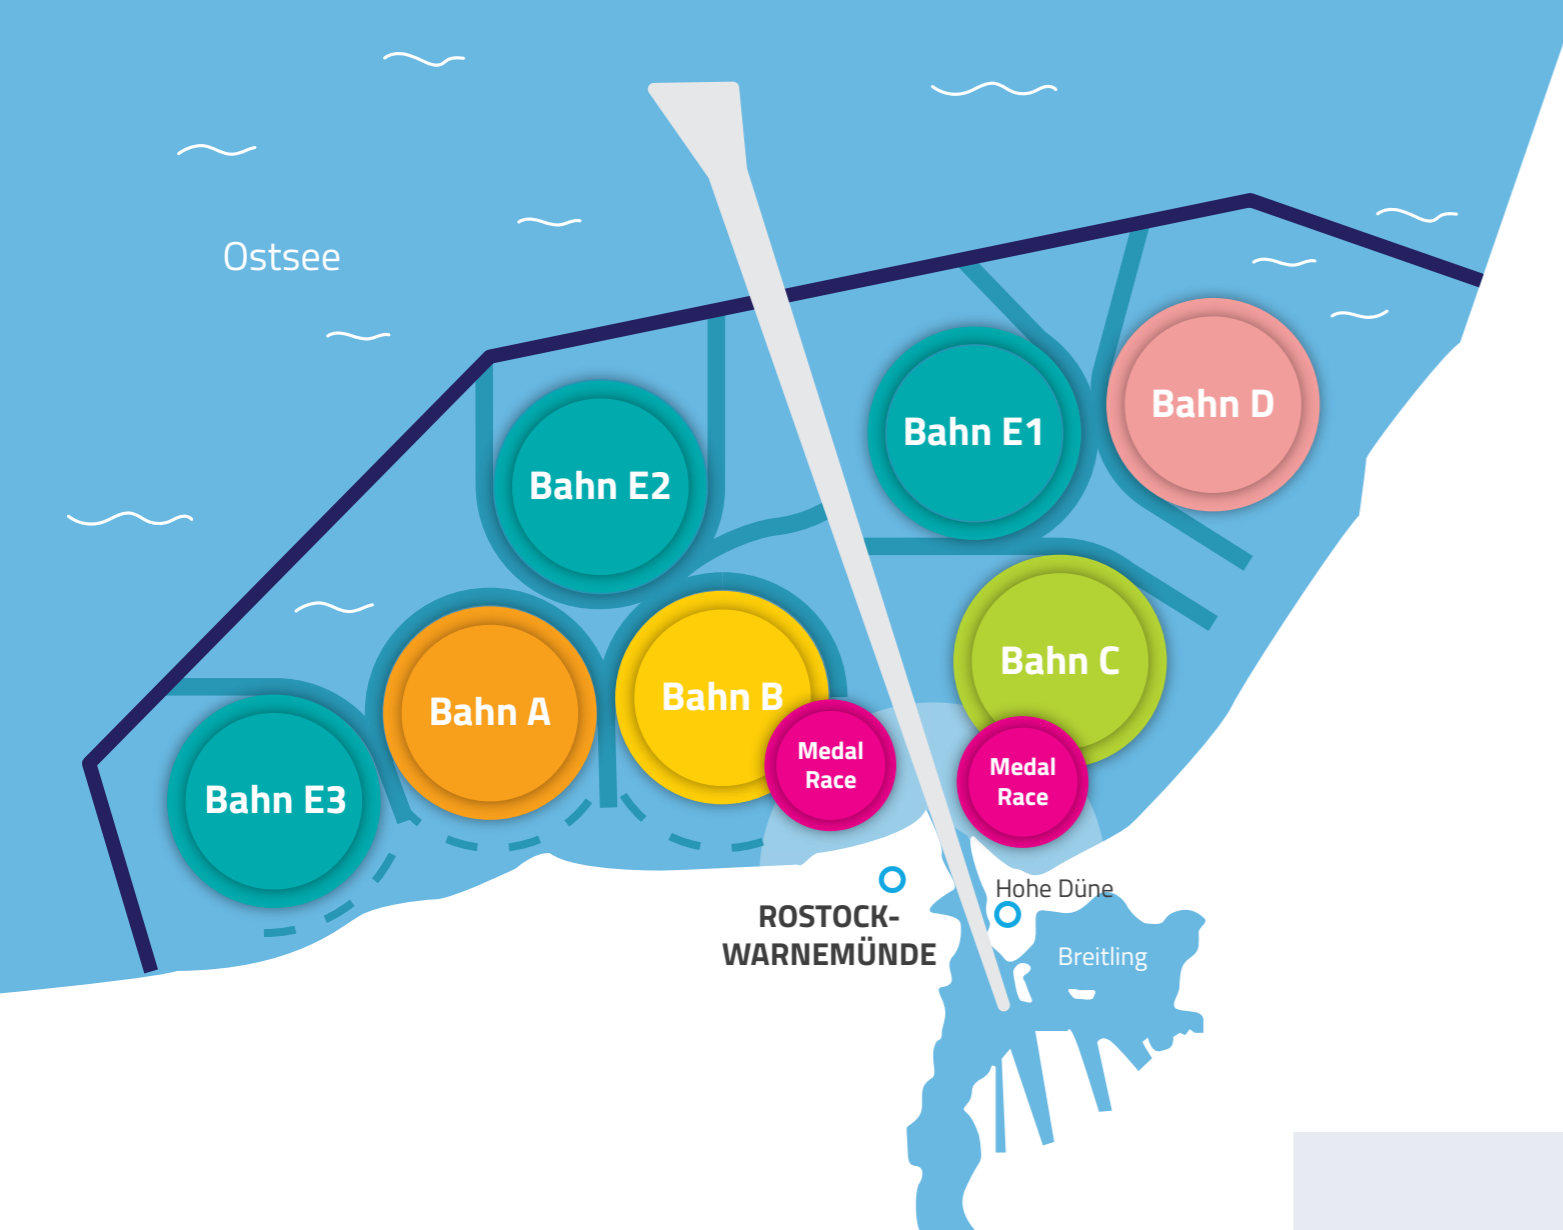 Ostsee
Bahn D
Bahn E1
Bahn E2
Bahn C
Bahn B
Bahn A
Medal
Race
Medal
Race
Bahn E3
Hohe Düne
ROSTOCK-
WARNEMÜNDE
Breitling